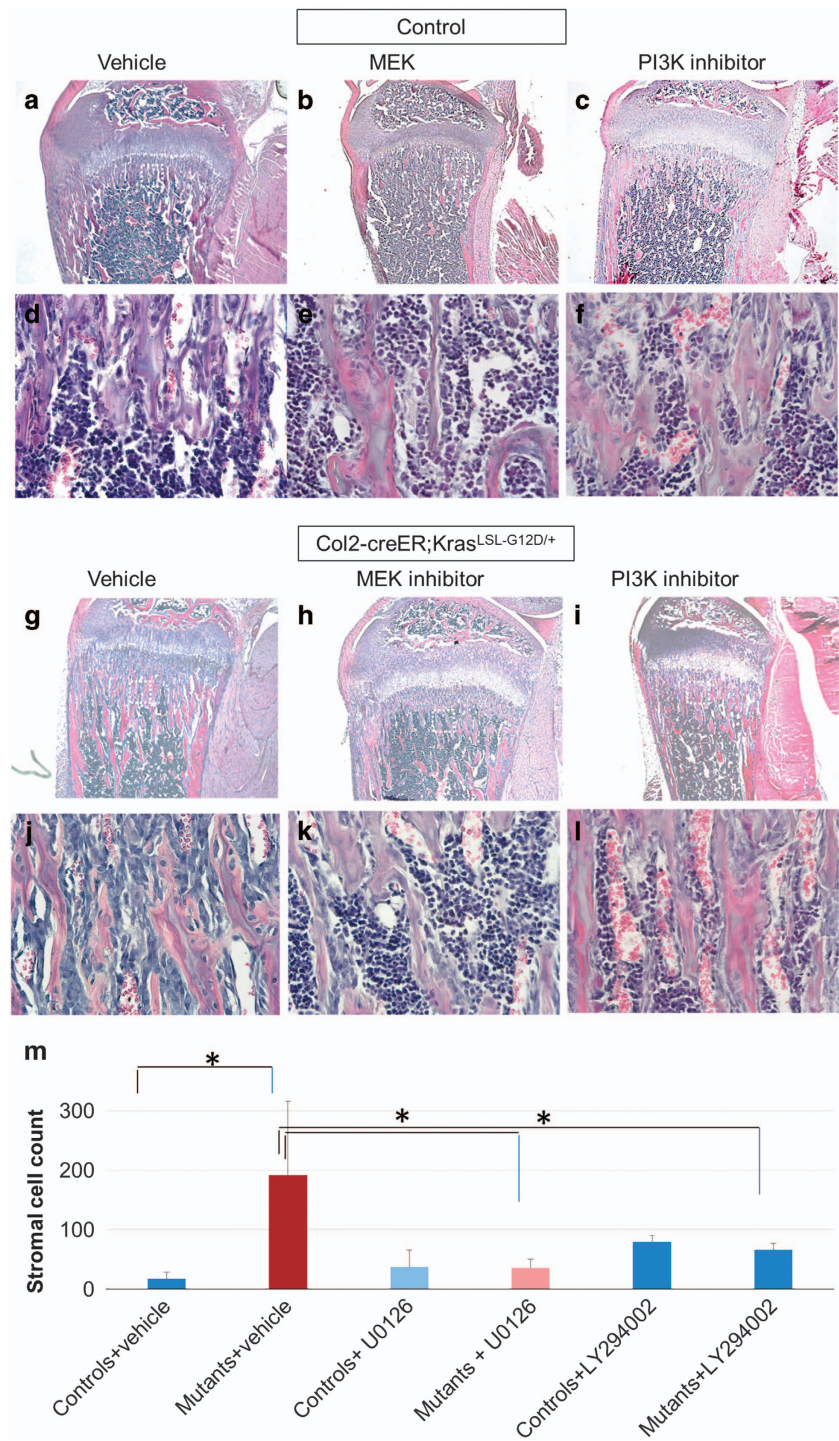 Control
Vehicle MEK PI3K inhibitor
a b c
d e f
Col2-creER;Kras^LSL-G12D/+
Vehicle MEK inhibitor PI3K inhibitor
g h i
j k l
m
*
* *
Stromal cell count
300
200
100
0
Controls+vehicle
Mutants+vehicle
Controls+ U0126
Mutants + U0126
Controls+LY294002
Mutants+LY294002